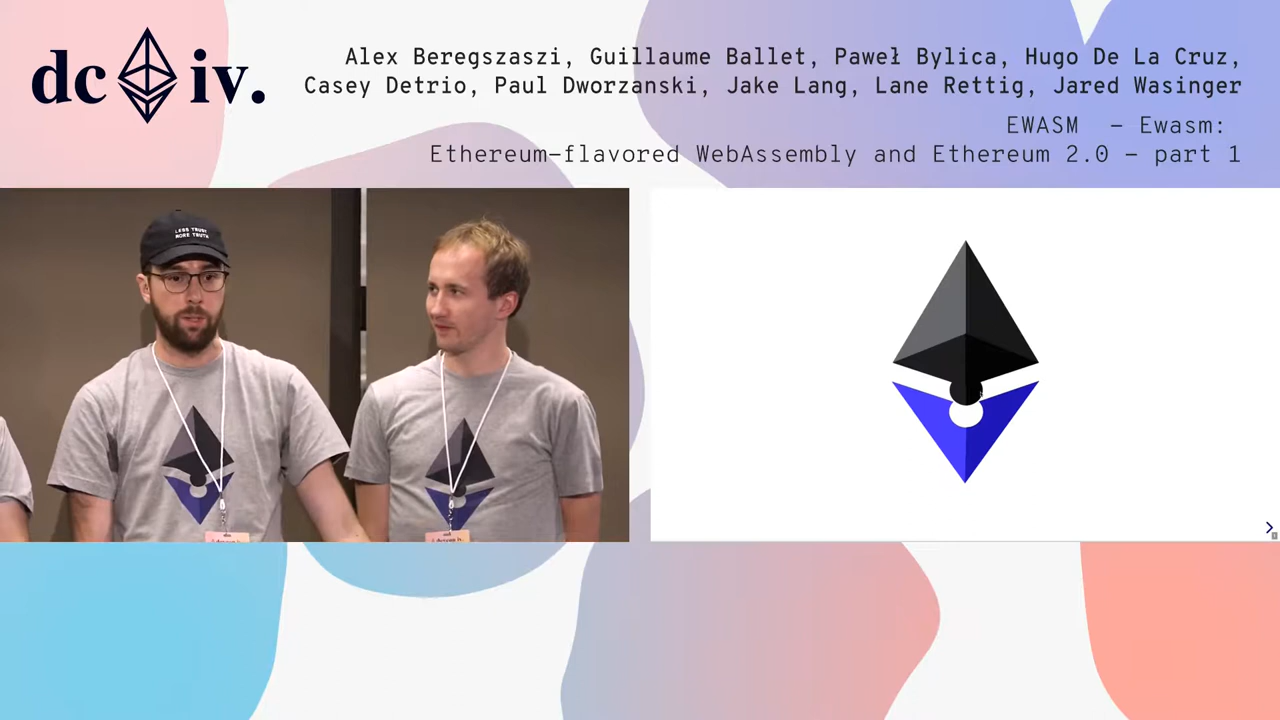 dc iv.
Alex Beregszaszi, Guillaume Ballet, Paweł Bylica, Hugo De La Cruz,
Casey Detrio, Paul Dworzanski, Jake Lang, Lane Rettig, Jared Wasinger
EWASM – Ewasm:
Ethereum-flavored WebAssembly and Ethereum 2.0 – part 1
LESS TRUST
MORE TRUTH